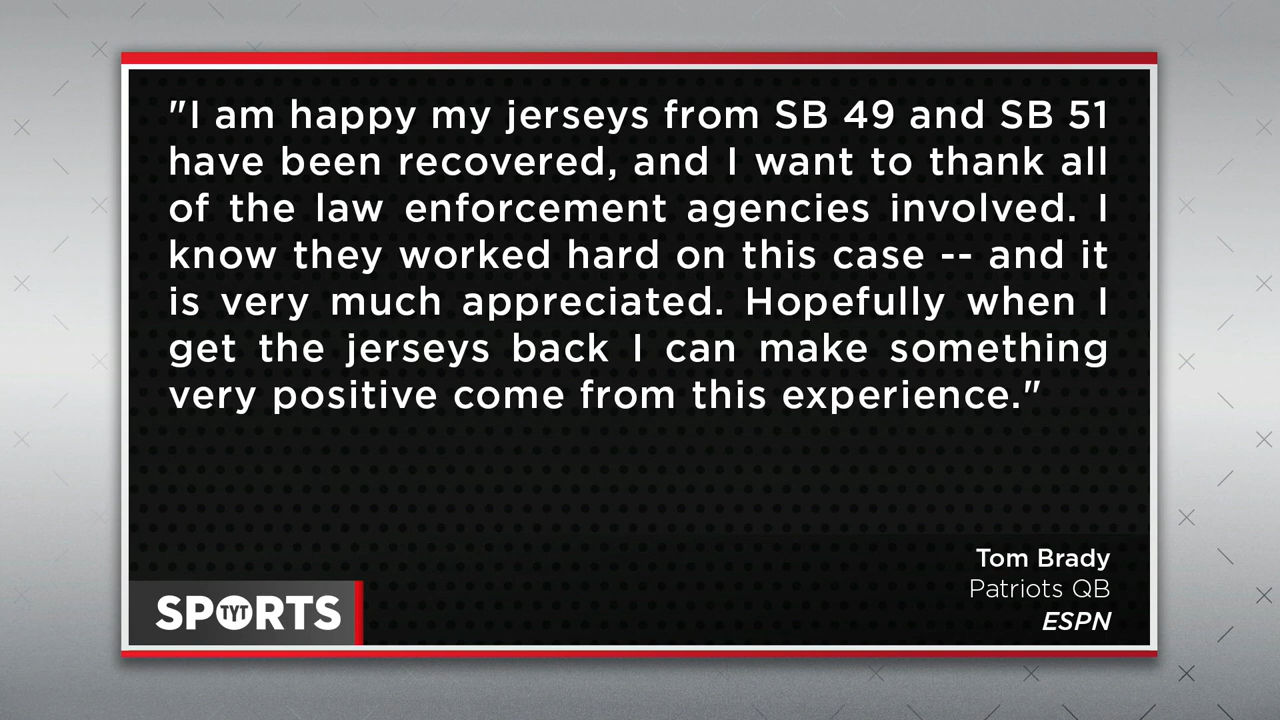 "I am happy my jerseys from SB 49 and SB 51
have been recovered, and I want to thank all
of the law enforcement agencies involved. I
know they worked hard on this case -- and it
is very much appreciated. Hopefully when I
get the jerseys back I can make something
very positive come from this experience."
Tom Brady
Patriots QB
ESPN
SPORTS
TYT